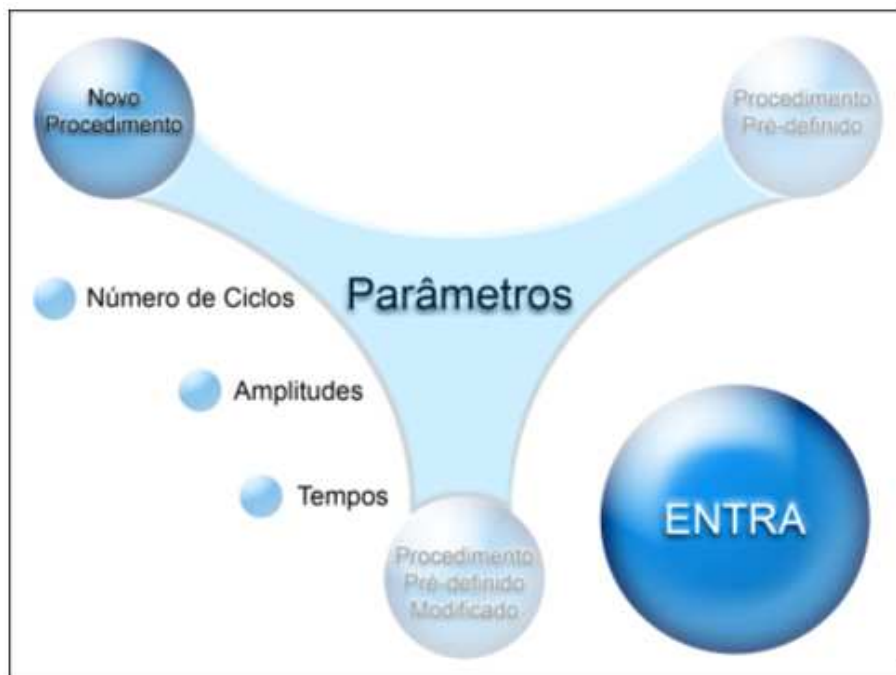 Novo
Procedimento
Procedimento
Pré-definido
Parâmetros
Número de Ciclos
Amplitudes
Tempos
ENTRA
Procedimento
Pré-definido
Modificado